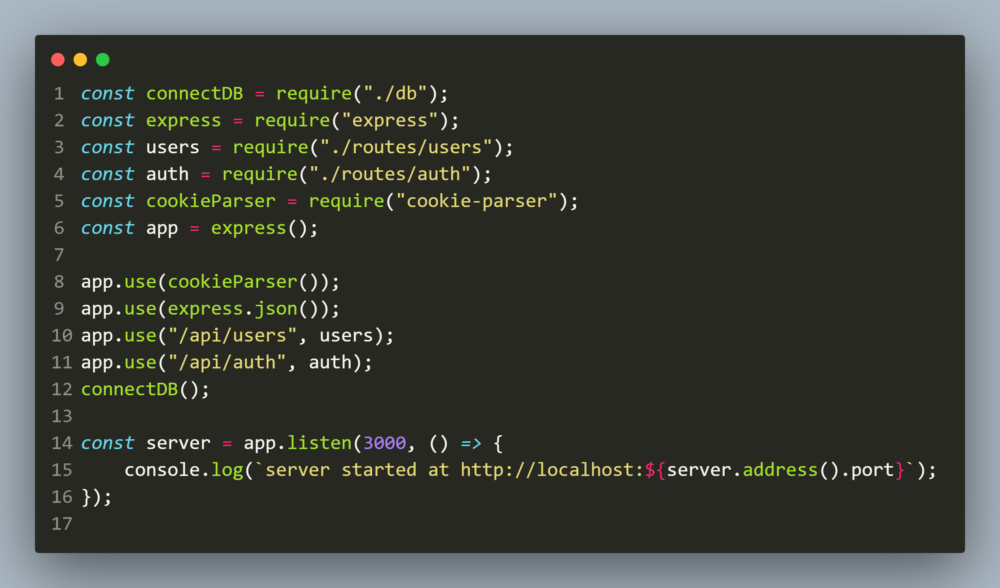 1 const connectDB = require("./db");
2 const express = require("express");
3 const users = require("./routes/users");
4 const auth = require("./routes/auth");
5 const cookieParser = require("cookie-parser");
6 const app = express();
7
8 app.use(cookieParser());
9 app.use(express.json());
10 app.use("/api/users", users);
11 app.use("/api/auth", auth);
12 connectDB();
13
14 const server = app.listen(3000, () => {
15     console.log(`server started at http://localhost:${server.address().port}`);
16 });
17